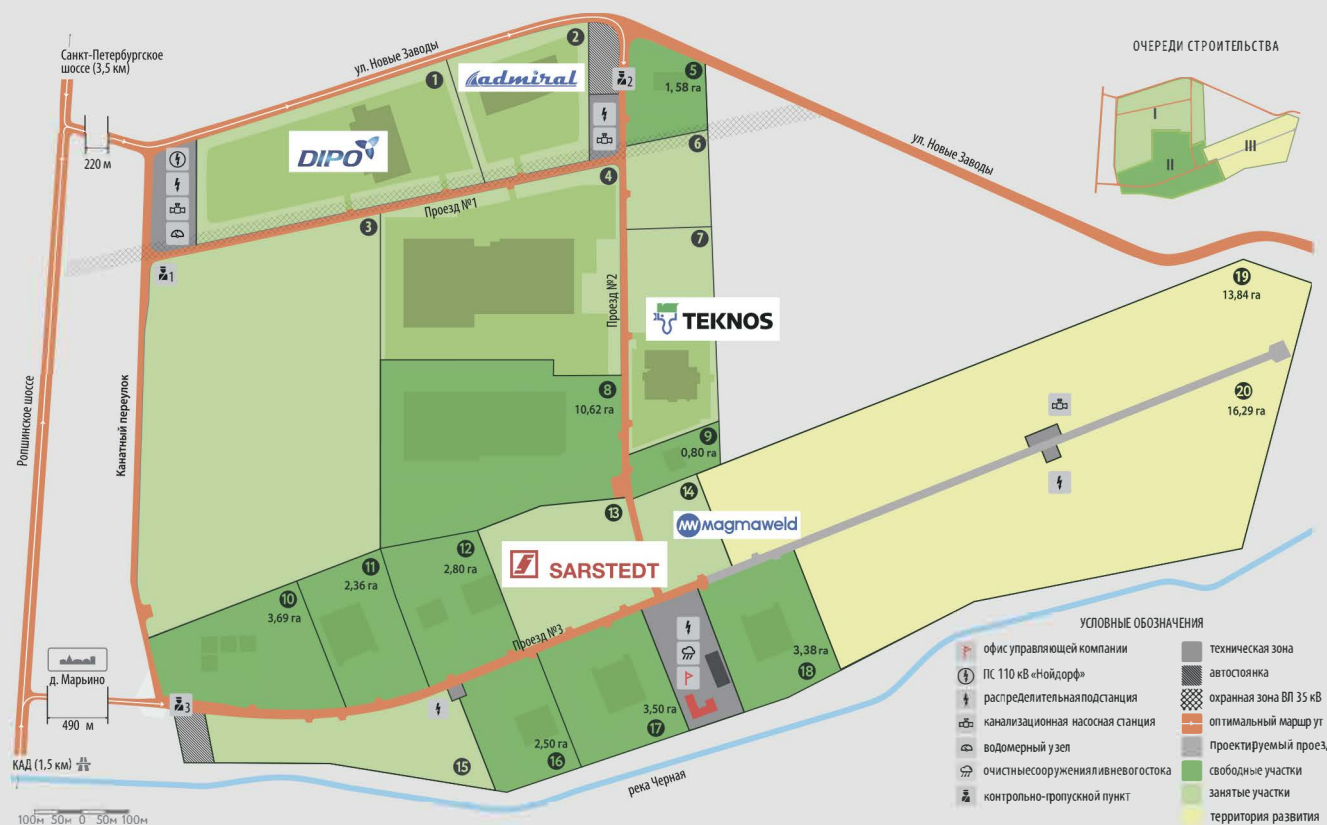 Санкт-Петербургское
шоссе (3,5 км)
220 м
ул. Новые Заводы
ул. Новые Заводы
ОЧЕРЕДИ СТРОИТЕЛЬСТВА
I
II
III
1
DIPO
2
admiral
2
5
1,58 га
6
4
Проезд №1
3
1
7
Проезд №2
TEKNOS
Ропшинское шоссе
Канатный переулок
8
10,62 га
9
0,80 га
19
13,84 га
20
16,29 га
14
magmaweld
13
SARSTEDT
12
2,80 га
11
2,36 га
10
3,69 га
Проезд №3
3,38 га
18
3,50 га
17
2,50 га
16
15
3
д. Марьино
490 м
КАД (1,5 км)
река Черная
100м 50м 0 50м 100м
УСЛОВНЫЕ ОБОЗНАЧЕНИЯ
офис управляющей компании
ПС 110 кВ «Нойдорф»
распределительная подстанция
канализационная насосная станция
водомерный узел
очистные сооружения ливневого стока
контрольно-пропускной пункт
техническая зона
автостоянка
охранная зона ВЛ 35 кВ
оптимальный маршрут
проектируемый проезд
свободные участки
занятые участки
территория развития